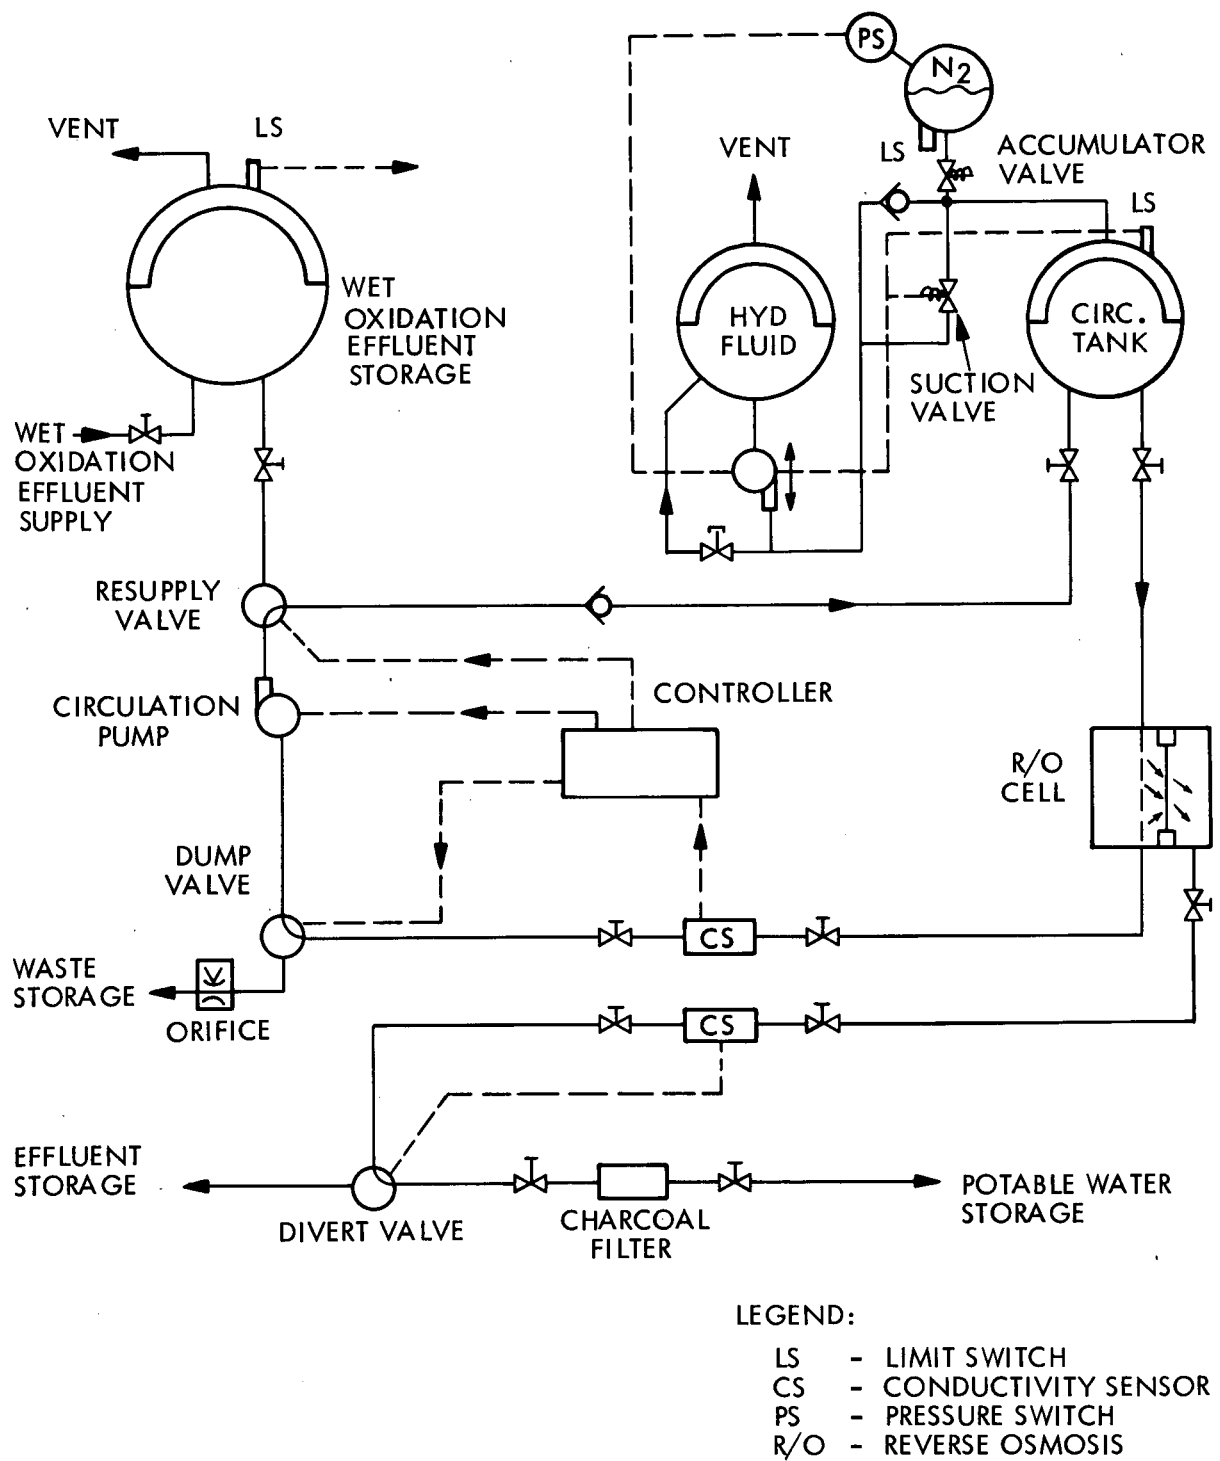 PS
N2
VENT
LS
LS
ACCUMULATOR
VALVE
VENT
LS
WET
OXIDATION
EFFLUENT
STORAGE
HYD
FLUID
CIRC.
TANK
SUCTION
VALVE
WET
OXIDATION
EFFLUENT
SUPPLY
RESUPPLY
VALVE
CIRCULATION
PUMP
CONTROLLER
R/O
CELL
DUMP
VALVE
CS
WASTE
STORAGE
ORIFICE
CS
EFFLUENT
STORAGE
DIVERT VALVE
CHARCOAL
FILTER
POTABLE WATER
STORAGE
LEGEND:
LS - LIMIT SWITCH
CS - CONDUCTIVITY SENSOR
PS - PRESSURE SWITCH
R/O - REVERSE OSMOSIS